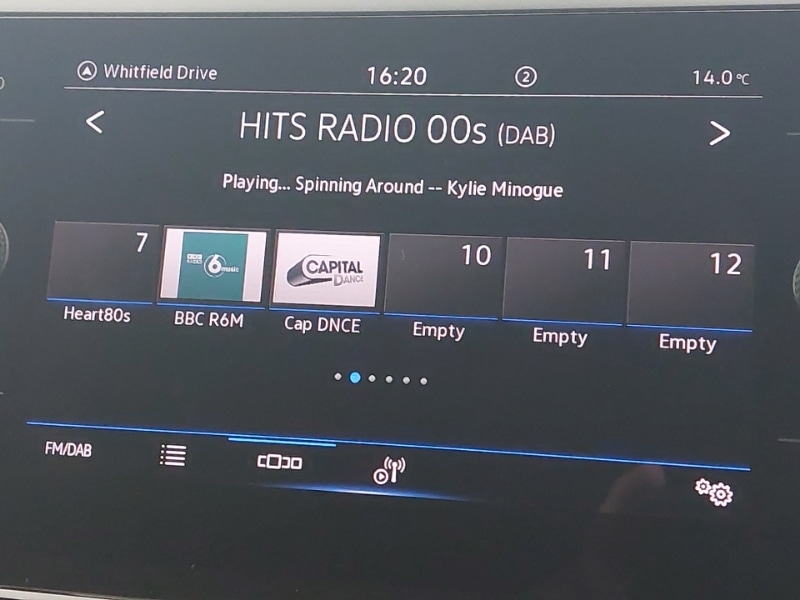 Whitfield Drive 16:20 2 14.0°C
< HITS RADIO 00s (DAB) >
Playing... Spinning Around -- Kylie Minogue
7 BBC RADIO 6 music CAPITAL DANCE 10 11 12
Heart80s BBC R6M Cap DNCE Empty Empty Empty
FM/DAB